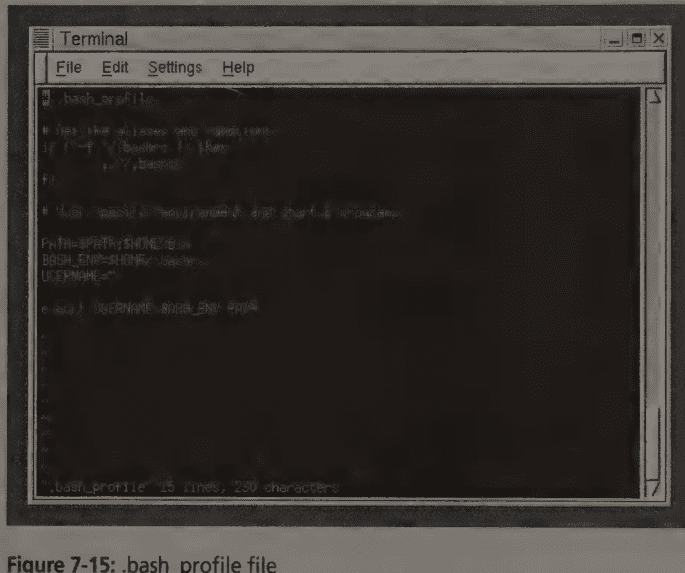 Terminal
File Edit Settings Help
# .bash_profile
# Get the aliases and functions
if [ -f ~/.bashrc ]; then
. ~/.bashrc
fi
# User specific environment and startup programs
PATH=$PATH:$HOME/bin
BASH_ENV=$HOME/.bashrc
USERNAME=""
export USERNAME BASH_ENV PATH
~
~
~
~
~
~
~
~
".bash_profile" 15 lines, 230 characters
Figure 7-15: .bash_profile file